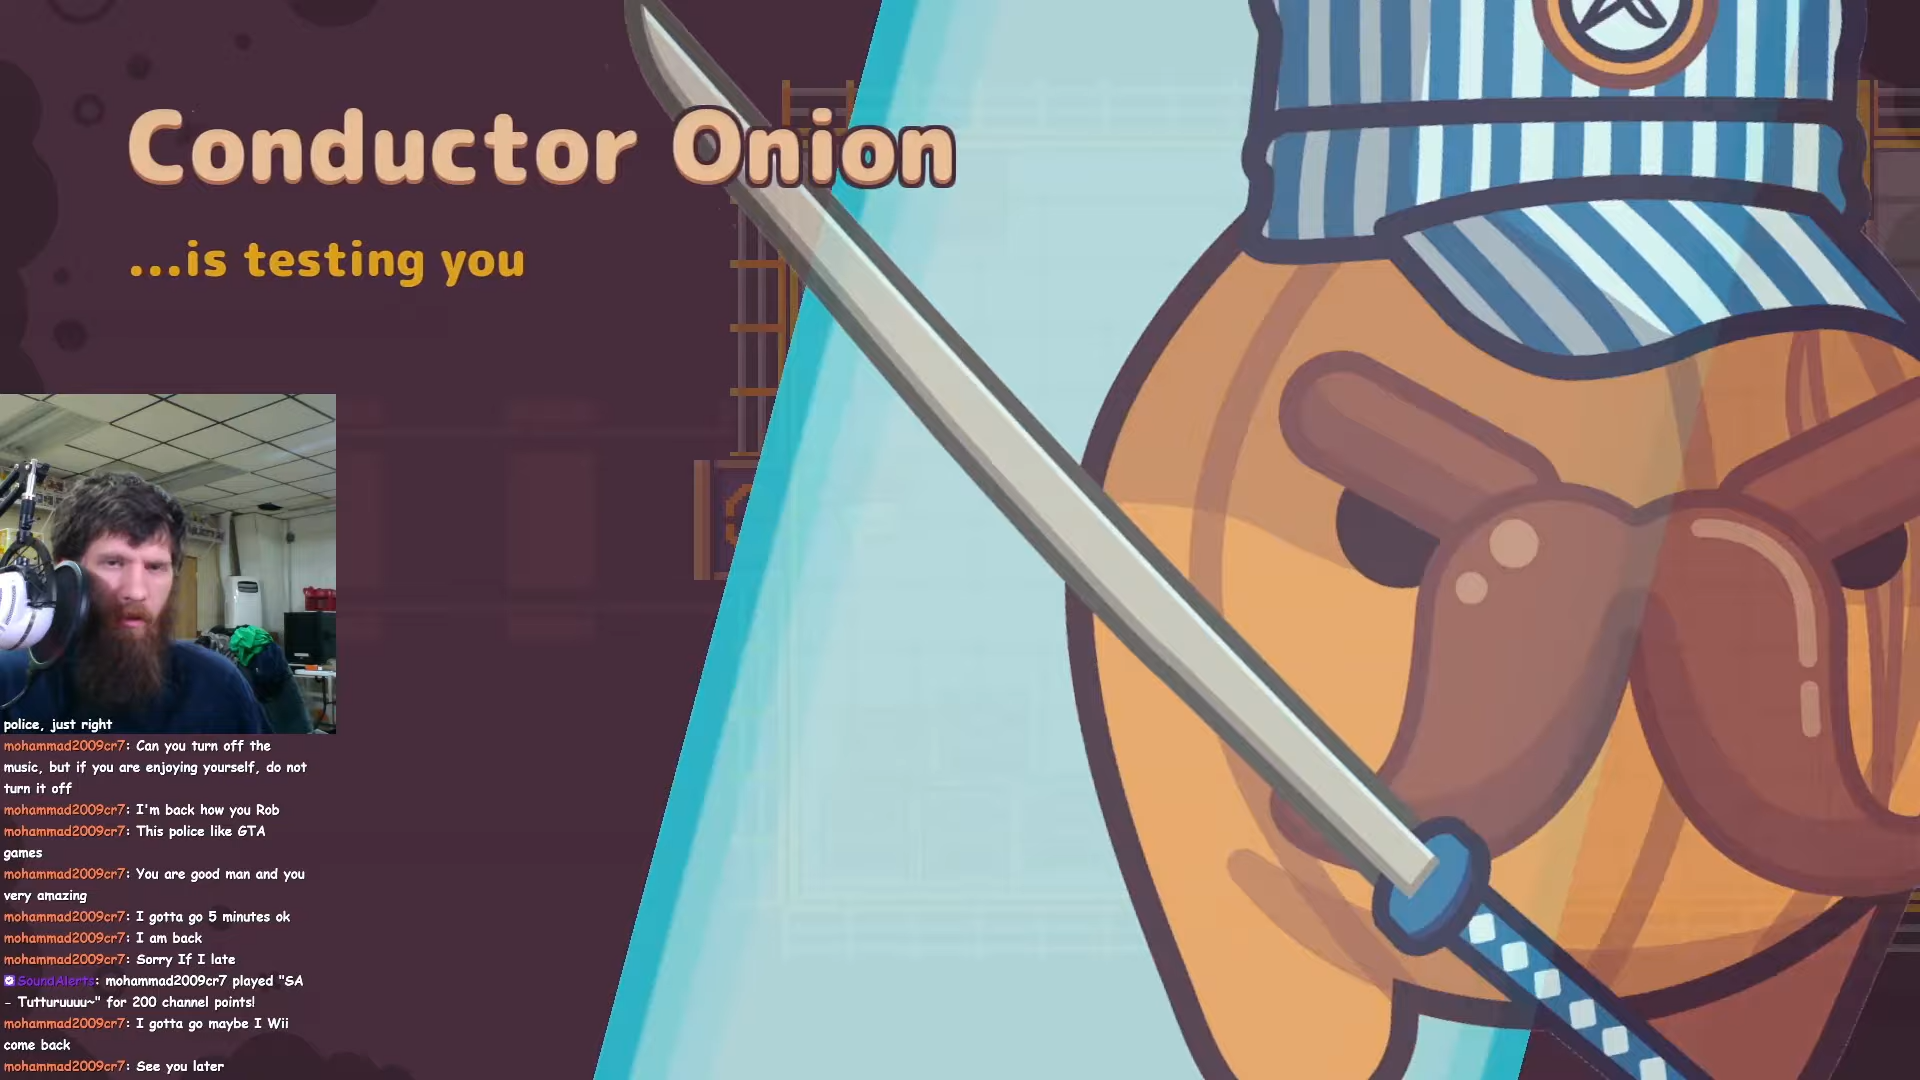 Conductor Onion
...is testing you
police, just right
mohammad2009cr7: Can you turn off the
music, but if you are enjoying yourself, do not
turn it off
mohammad2009cr7: I'm back how you Rob
mohammad2009cr7: This police like GTA
games
mohammad2009cr7: You are good man and you
very amazing
mohammad2009cr7: I gotta go 5 minutes ok
mohammad2009cr7: I am back
mohammad2009cr7: Sorry If I late
SoundAlerts: mohammad2009cr7 played "SA
- Tutturuuuu~" for 200 channel points!
mohammad2009cr7: I gotta go maybe I Wii
come back
mohammad2009cr7: See you later